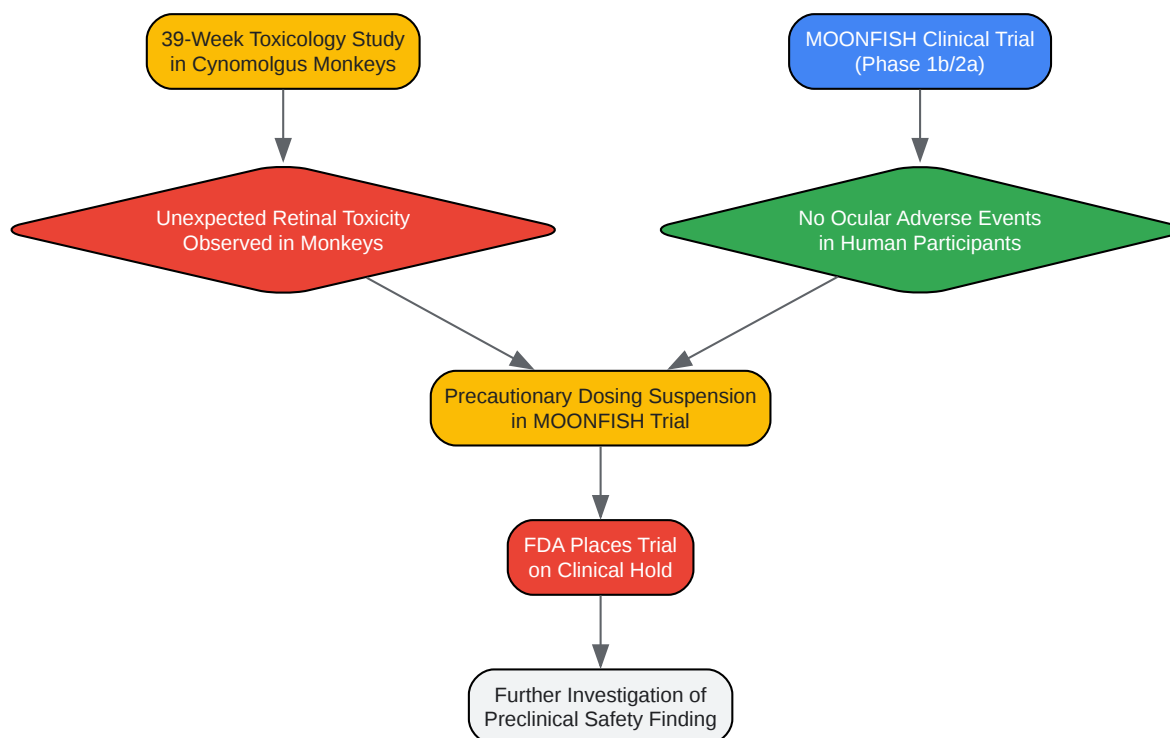 39-Week Toxicology Study
in Cynomolgus Monkeys
MOONFISH Clinical Trial
(Phase 1b/2a)
Unexpected Retinal Toxicity
Observed in Monkeys
No Ocular Adverse Events
in Human Participants
Precautionary Dosing Suspension
in MOONFISH Trial
FDA Places Trial
on Clinical Hold
Further Investigation of
Preclinical Safety Finding